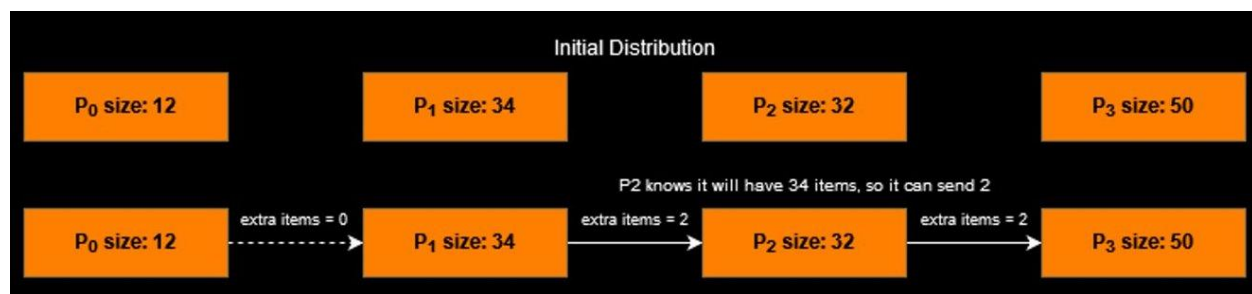 Initial Distribution
P0 size: 12
P1 size: 34
P2 size: 32
P3 size: 50
P2 knows it will have 34 items, so it can send 2
P0 size: 12
extra items = 0
P1 size: 34
extra items = 2
P2 size: 32
extra items = 2
P3 size: 50